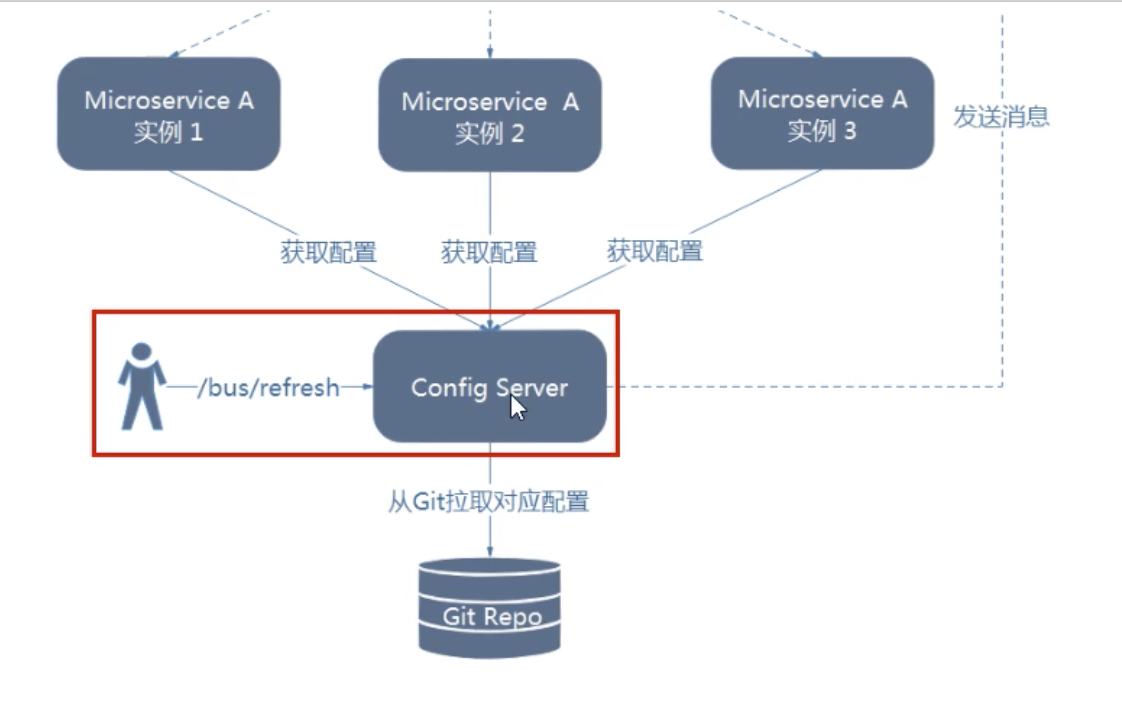 Microservice A
实例 1
Microservice A
实例 2
Microservice A
实例 3
发送消息
获取配置
获取配置
获取配置
/bus/refresh
Config Server
从Git拉取对应配置
Git Repo